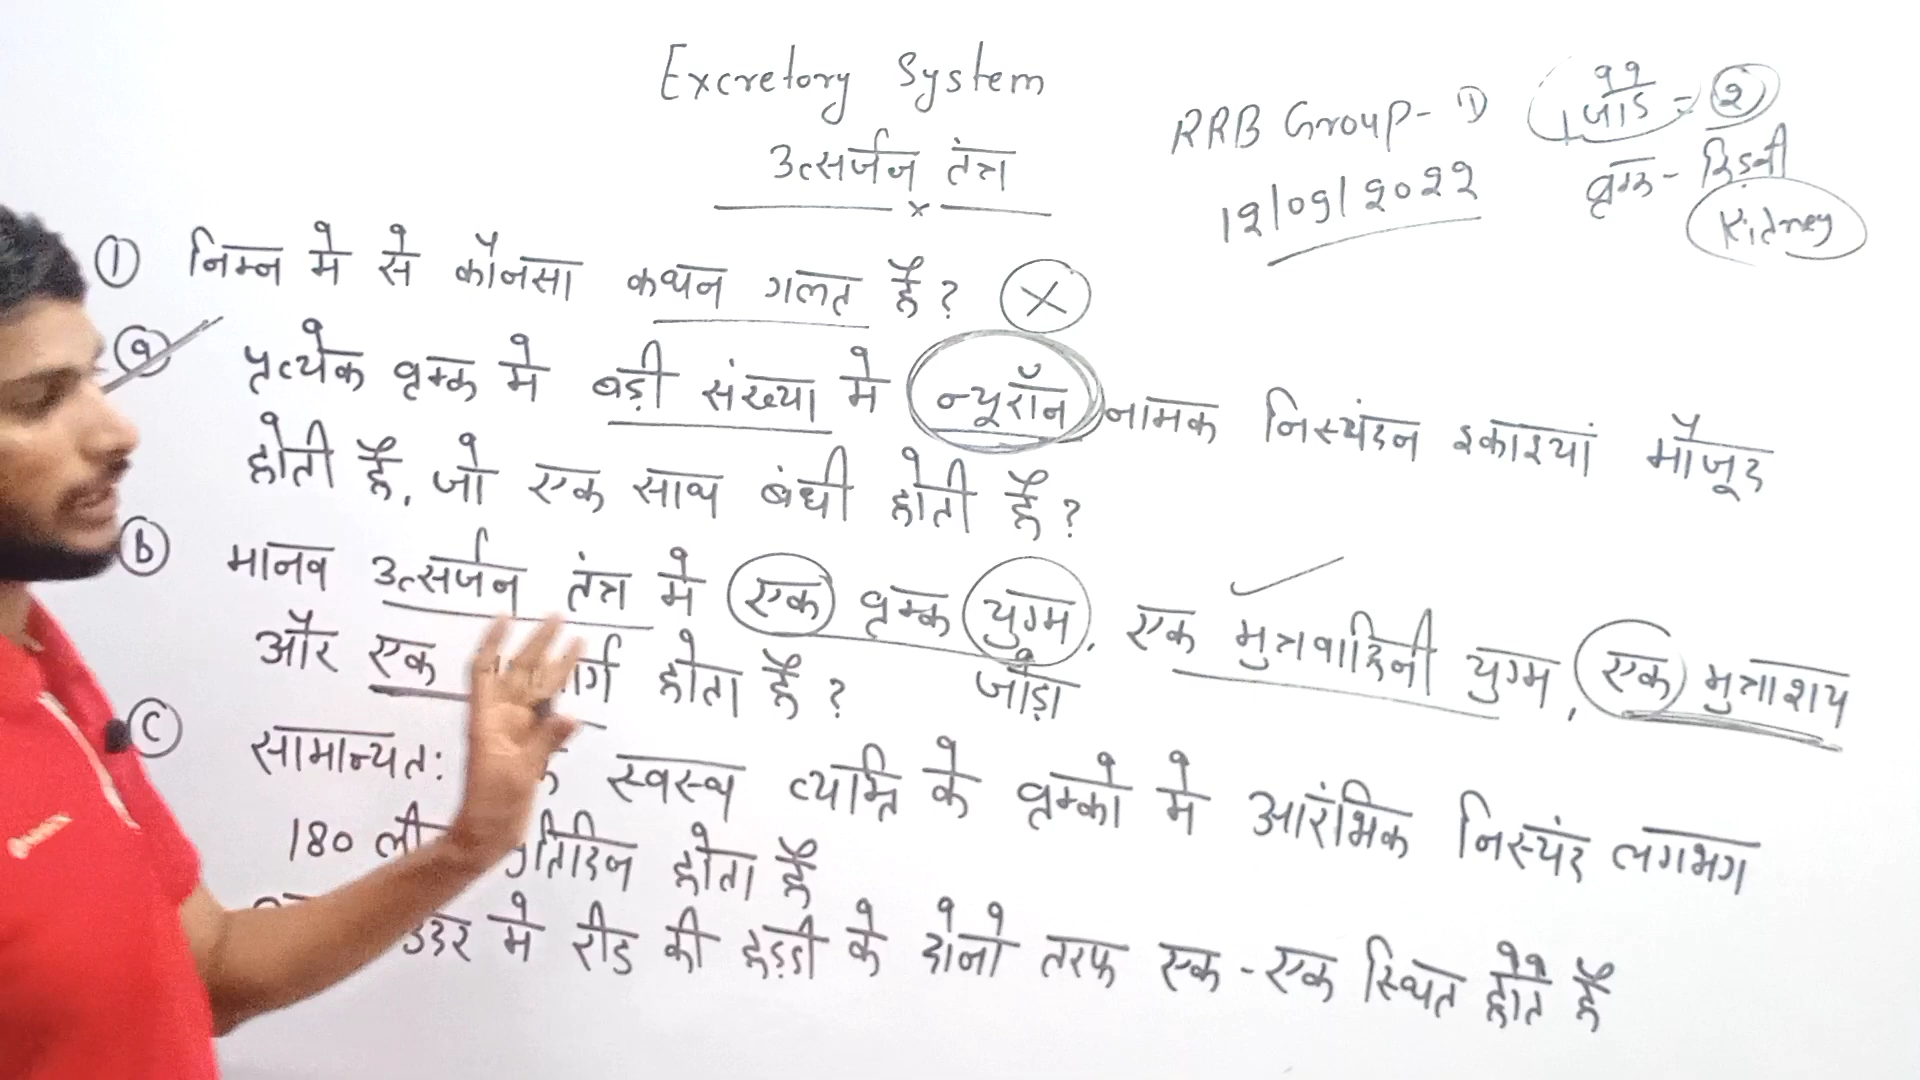 Excretory System
उत्सर्जन तंत्र
RRB Group-D
12/09/2022
जोडे = 2
वृक्क - किडनी
Kidney
① निम्न मे से कौनसा कथन गलत है? X
ⓐ प्रत्येक वृक्क मे बड़ी संख्या मे न्यूरॉन नामक निस्यंदन इकाइयां मौजूद
होती है, जो एक साथ बंधी होती है?
ⓑ मानव उत्सर्जन तंत्र मे एक वृक्क युग्म, एक मुत्रवाहिनी युग्म, एक मुत्राशय
और एक मार्ग होता है? जोड़ा
ⓒ सामान्यत: स्वस्थ व्यक्ति के वृक्को मे आरंभिक निस्यंद लगभग
180 प्रतिदिन होता है
उदर मे रीड की हड्डी के दोनो तरफ एक-एक स्थित होते है